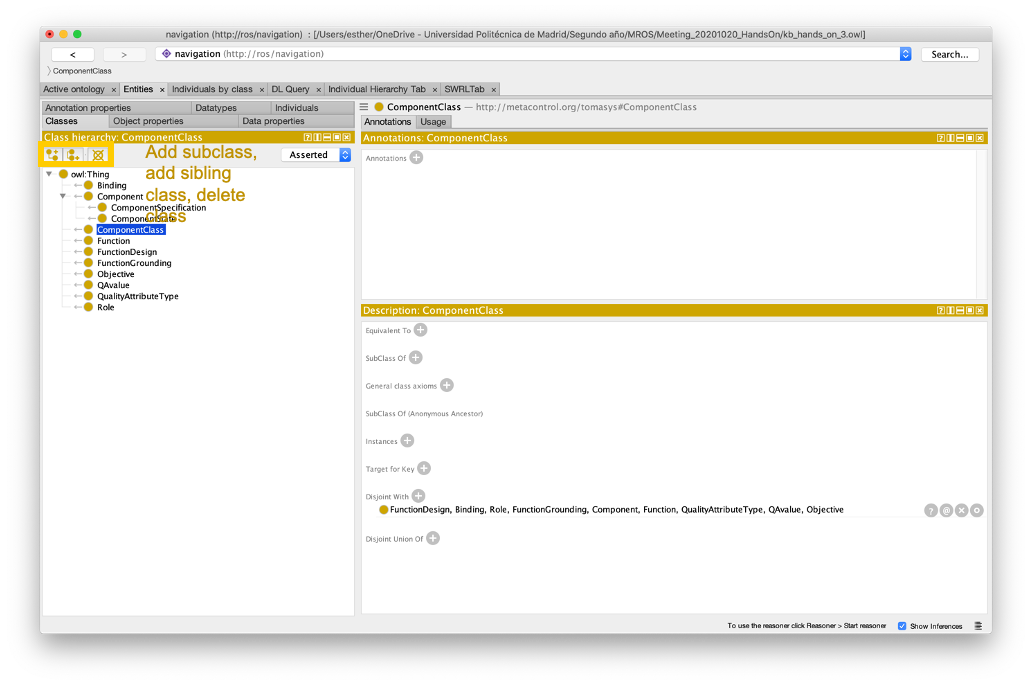 navigation (http://ros/navigation) : [/Users/esther/OneDrive - Universidad Politécnica de Madrid/Segundo año/MROS/Meeting_20201020_HandsOn/kb_hands_on_3.owl]
< > navigation (http://ros/navigation) Search...
〉ComponentClass
Active ontology × Entities × Individuals by class × DL Query × Individual Hierarchy Tab × SWRLTab ×
Annotation properties Datatypes Individuals
Classes Object properties Data properties
Class hierarchy: ComponentClass
Asserted
Add subclass,
add sibling
class, delete
class
owl:Thing
Binding
Component
ComponentSpecification
ComponentState
ComponentClass
Function
FunctionDesign
FunctionGrounding
Objective
QAvalue
QualityAttributeType
Role
ComponentClass — http://metacontrol.org/tomasys#ComponentClass
Annotations Usage
Annotations: ComponentClass
Annotations
Description: ComponentClass
Equivalent To
SubClass Of
General class axioms
SubClass Of (Anonymous Ancestor)
Instances
Target for Key
Disjoint With
FunctionDesign, Binding, Role, FunctionGrounding, Component, Function, QualityAttributeType, QAvalue, Objective
Disjoint Union Of
To use the reasoner click Reasoner > Start reasoner Show Inferences